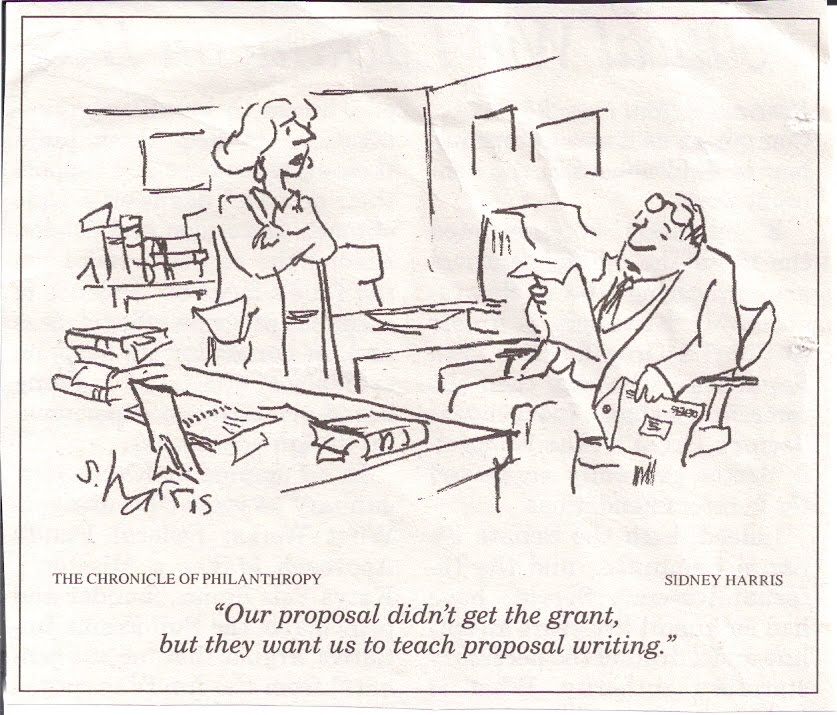 S. HARRIS
THE CHRONICLE OF PHILANTHROPY
SIDNEY HARRIS
“Our proposal didn’t get the grant,
but they want us to teach proposal writing.”